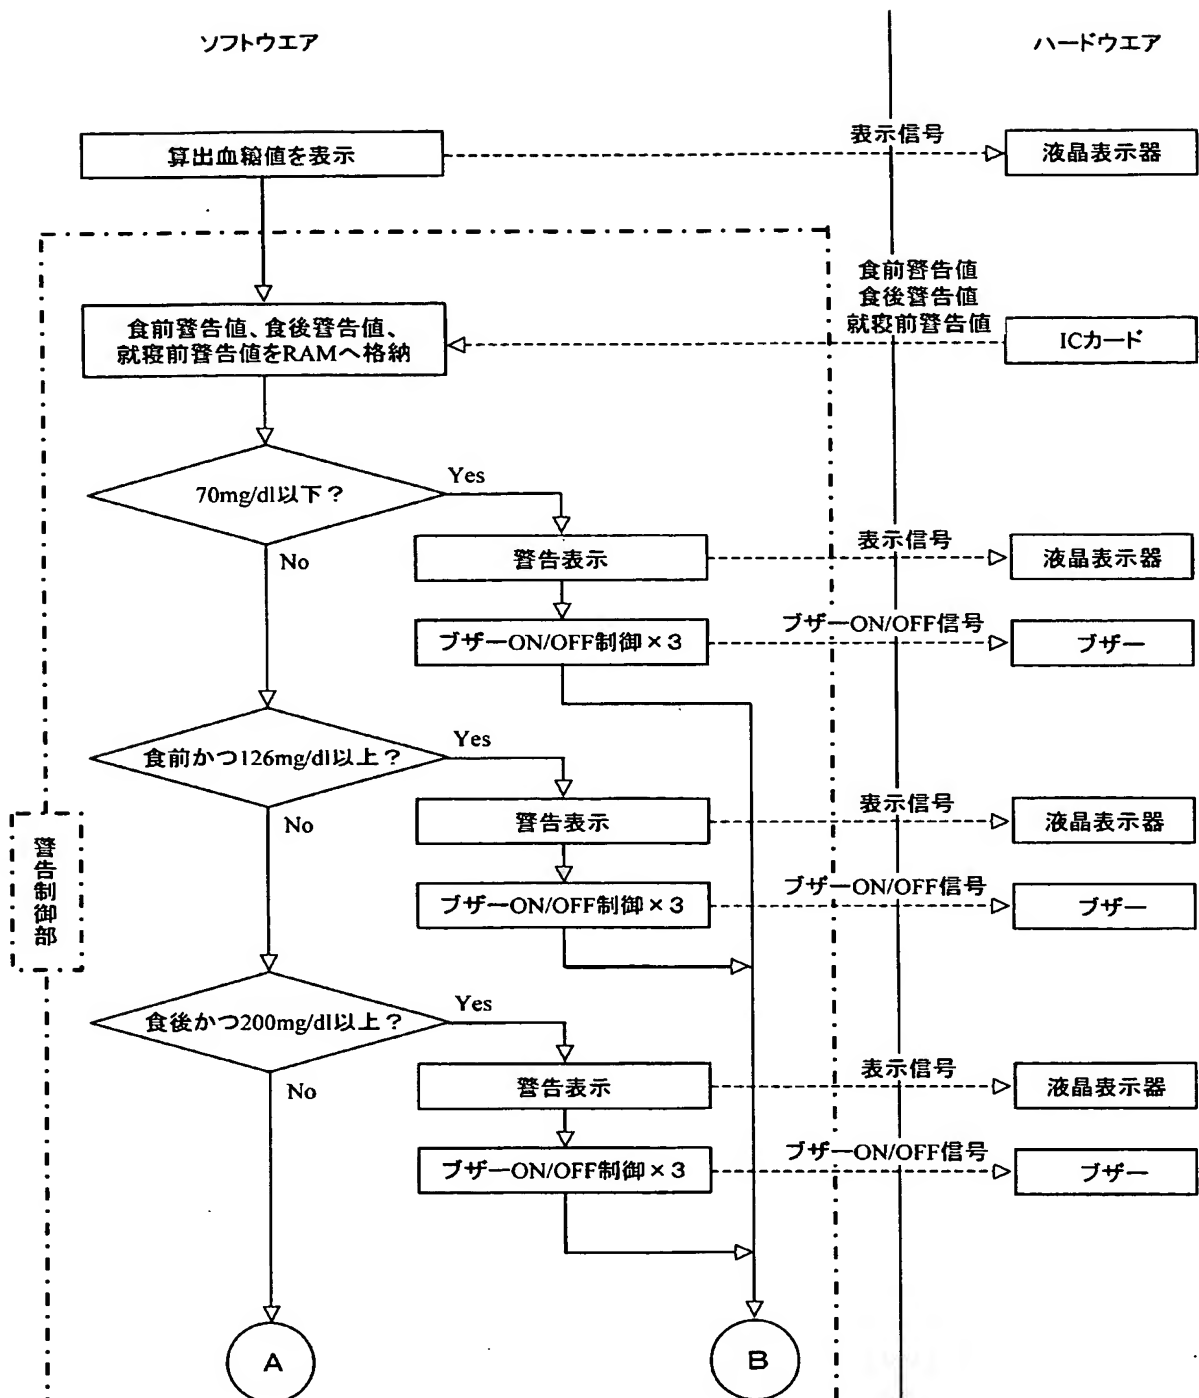 ソフトウエア
ハードウエア
算出血糖値を表示
表示信号
液晶表示器
食前警告値
食後警告値
就寝前警告値
食前警告値、食後警告値、
就寝前警告値をRAMへ格納
ICカード
70mg/dl以下？
Yes
No
警告表示
表示信号
液晶表示器
ブザーON/OFF制御×3
ブザーON/OFF信号
ブザー
食前かつ126mg/dl以上？
Yes
No
警告表示
表示信号
液晶表示器
ブザーON/OFF制御×3
ブザーON/OFF信号
ブザー
警告制御部
食後かつ200mg/dl以上？
Yes
No
警告表示
表示信号
液晶表示器
ブザーON/OFF制御×3
ブザーON/OFF信号
ブザー
A
B